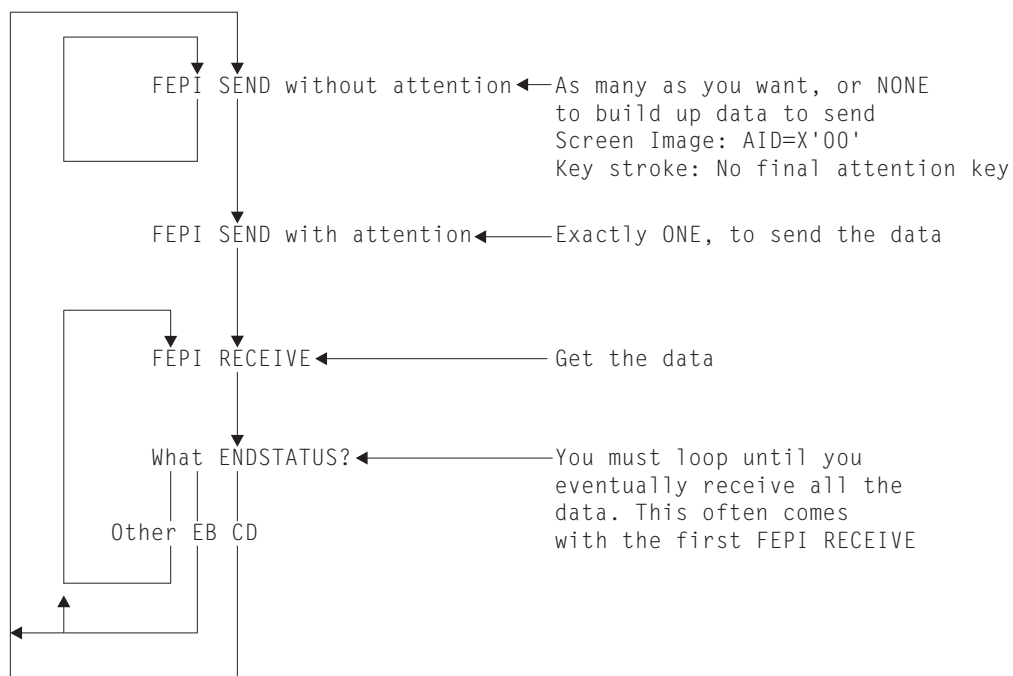 FEPI SEND without attention
As many as you want, or NONE
to build up data to send
Screen Image: AID=X'00'
Key stroke: No final attention key
FEPI SEND with attention
Exactly ONE, to send the data
FEPI RECEIVE
Get the data
What ENDSTATUS?
You must loop until you
eventually receive all the
data. This often comes
with the first FEPI RECEIVE
Other EB CD